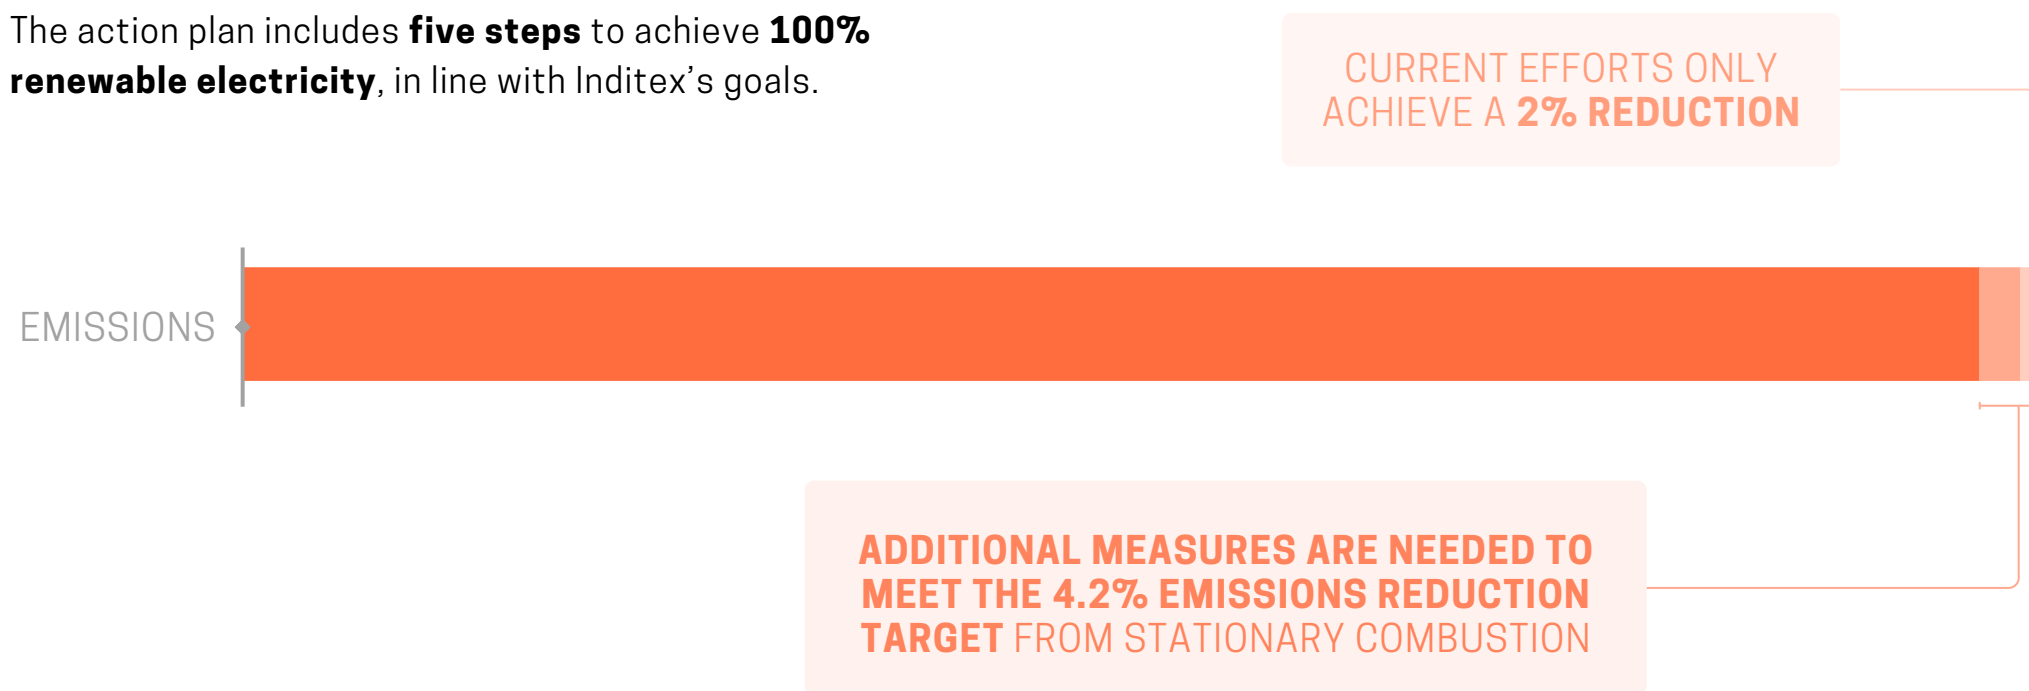 The action plan includes five steps to achieve 100%
renewable electricity, in line with Inditex’s goals.
CURRENT EFFORTS ONLY
ACHIEVE A 2% REDUCTION
EMISSIONS
ADDITIONAL MEASURES ARE NEEDED TO
MEET THE 4.2% EMISSIONS REDUCTION
TARGET FROM STATIONARY COMBUSTION